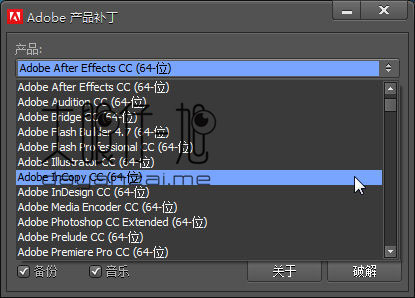 Adobe 产品补丁
产品:
Adobe After Effects CC (64-位)
Adobe After Effects CC (64-位)
Adobe Audition CC (64-位)
Adobe Bridge CC (64-位)
Adobe Flash Builder 4.7 (64-位)
Adobe Flash Professional CC (64-位)
Adobe Illustrator CC (64-位)
Adobe InCopy CC (64-位)
Adobe InDesign CC (64-位)
Adobe Media Encoder CC (64-位)
Adobe Photoshop CC Extended (64-位)
Adobe Prelude CC (64-位)
Adobe Premiere Pro CC (64-位)
备份 音乐 关于 破解